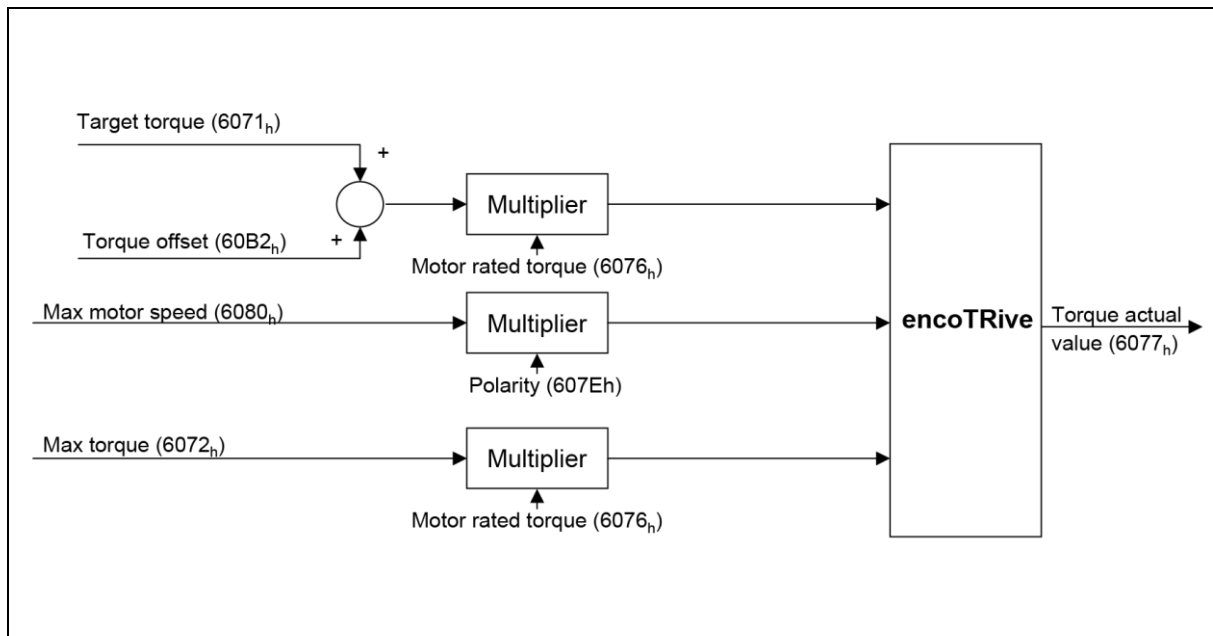 Target torque (6071h)
+
Multiplier
Torque offset (60B2h)
+
Motor rated torque (6076h)
Max motor speed (6080h)
Multiplier
encoTRive
Torque actual
value (6077h)
Polarity (607Eh)
Max torque (6072h)
Multiplier
Motor rated torque (6076h)